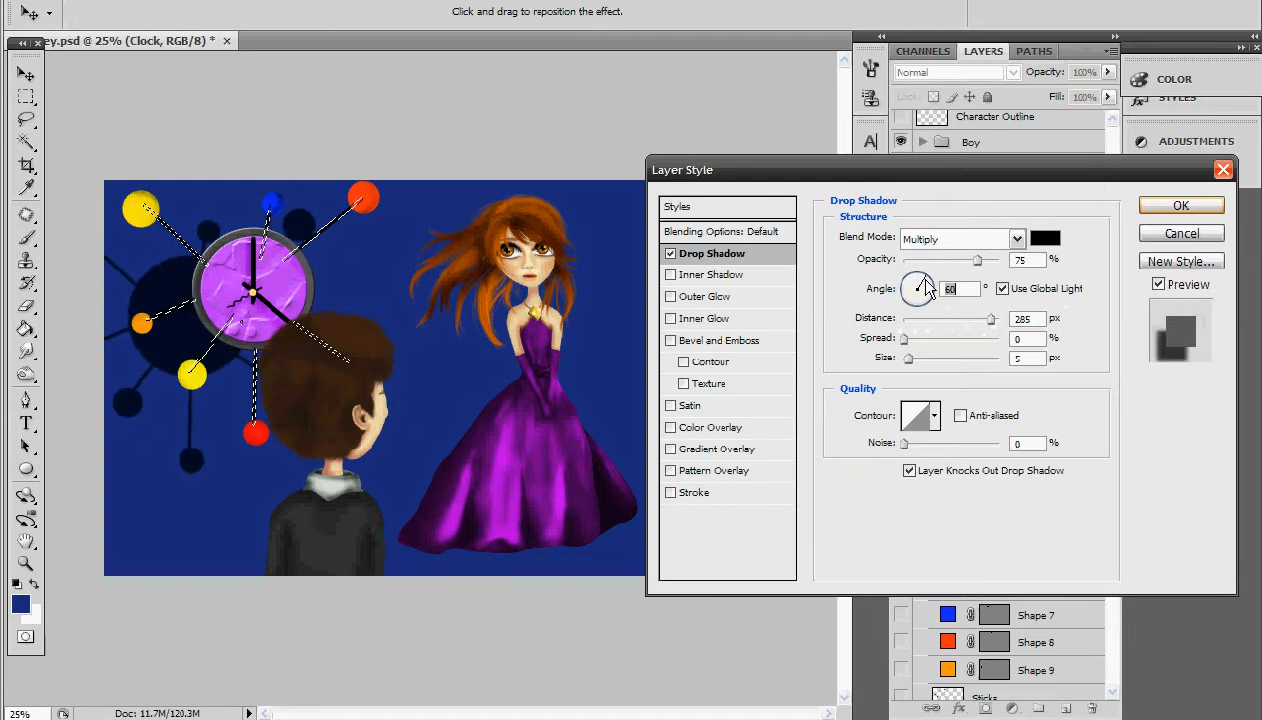 Click and drag to reposition the effect.
ey.psd @ 25% (Clock, RGB/8) *
CHANNELS LAYERS PATHS
Normal Opacity: 100%
Lock: Fill: 100%
Character Outline
Boy
COLOR
STYLES
ADJUSTMENTS
Layer Style
Styles
Blending Options: Default
Drop Shadow
Inner Shadow
Outer Glow
Inner Glow
Bevel and Emboss
Contour
Texture
Satin
Color Overlay
Gradient Overlay
Pattern Overlay
Stroke
Drop Shadow
Structure
Blend Mode: Multiply
Opacity: 75 %
Angle: 60 ° Use Global Light
Distance: 285 px
Spread: 0 %
Size: 5 px
Quality
Contour: Anti-aliased
Noise: 0 %
Layer Knocks Out Drop Shadow
OK
Cancel
New Style...
Preview
Shape 7
Shape 8
Shape 9
Sticks
25% Doc: 11.7M/120.3M